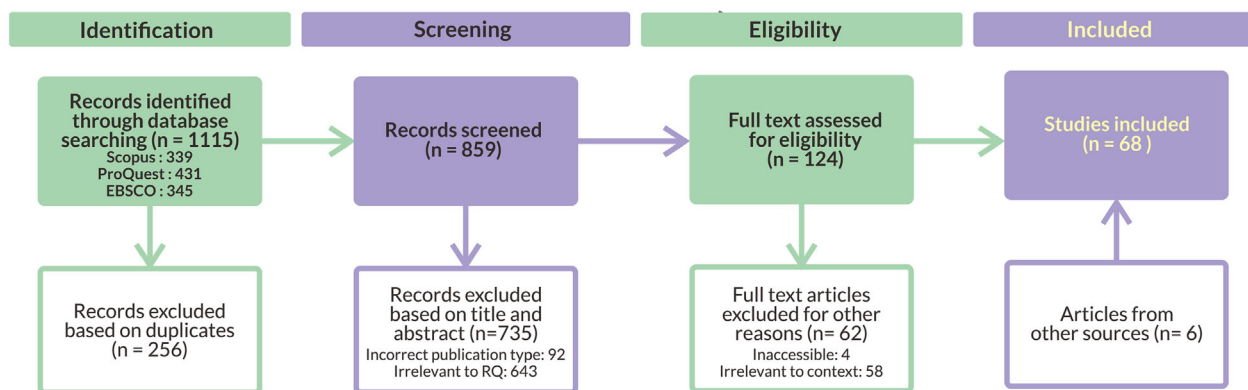 Identification
Screening
Eligibility
Included
Records identified
through database
searching (n = 1115)
Scopus : 339
ProQuest : 431
EBSCO : 345
Records screened
(n = 859)
Full text assessed
for eligibility
(n = 124)
Studies included
(n = 68 )
Records excluded
based on duplicates
(n = 256)
Records excluded
based on title and
abstract (n=735)
Incorrect publication type: 92
Irrelevant to RQ: 643
Full text articles
excluded for other
reasons (n= 62)
Inaccessible: 4
Irrelevant to context: 58
Articles from
other sources (n= 6)